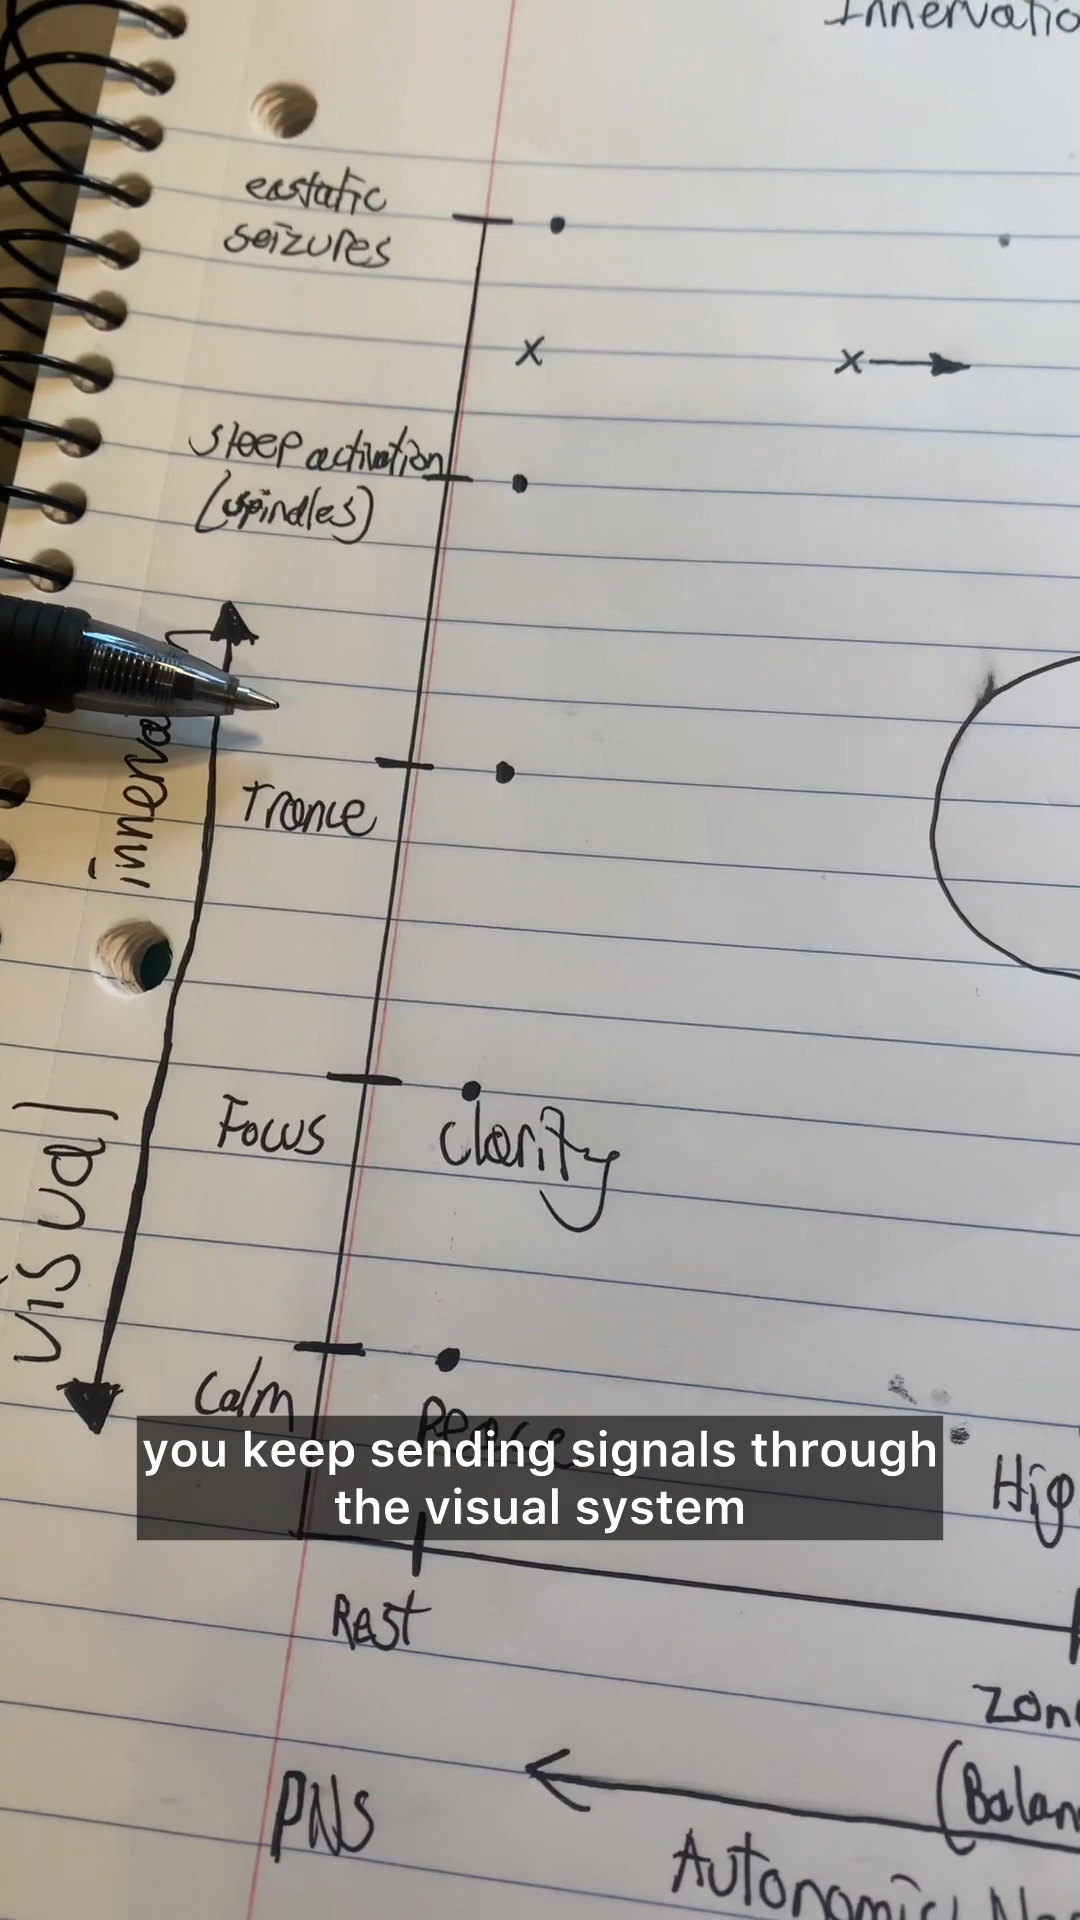 Innervatio
ecstatic
seizures
x
x
sleep activation
(spindles)
Trance
Focus
clarity
visual
Calm
Peace
you keep sending signals through
the visual system
Hig
Rest
Zon
(Balan
PNS
Autonomic